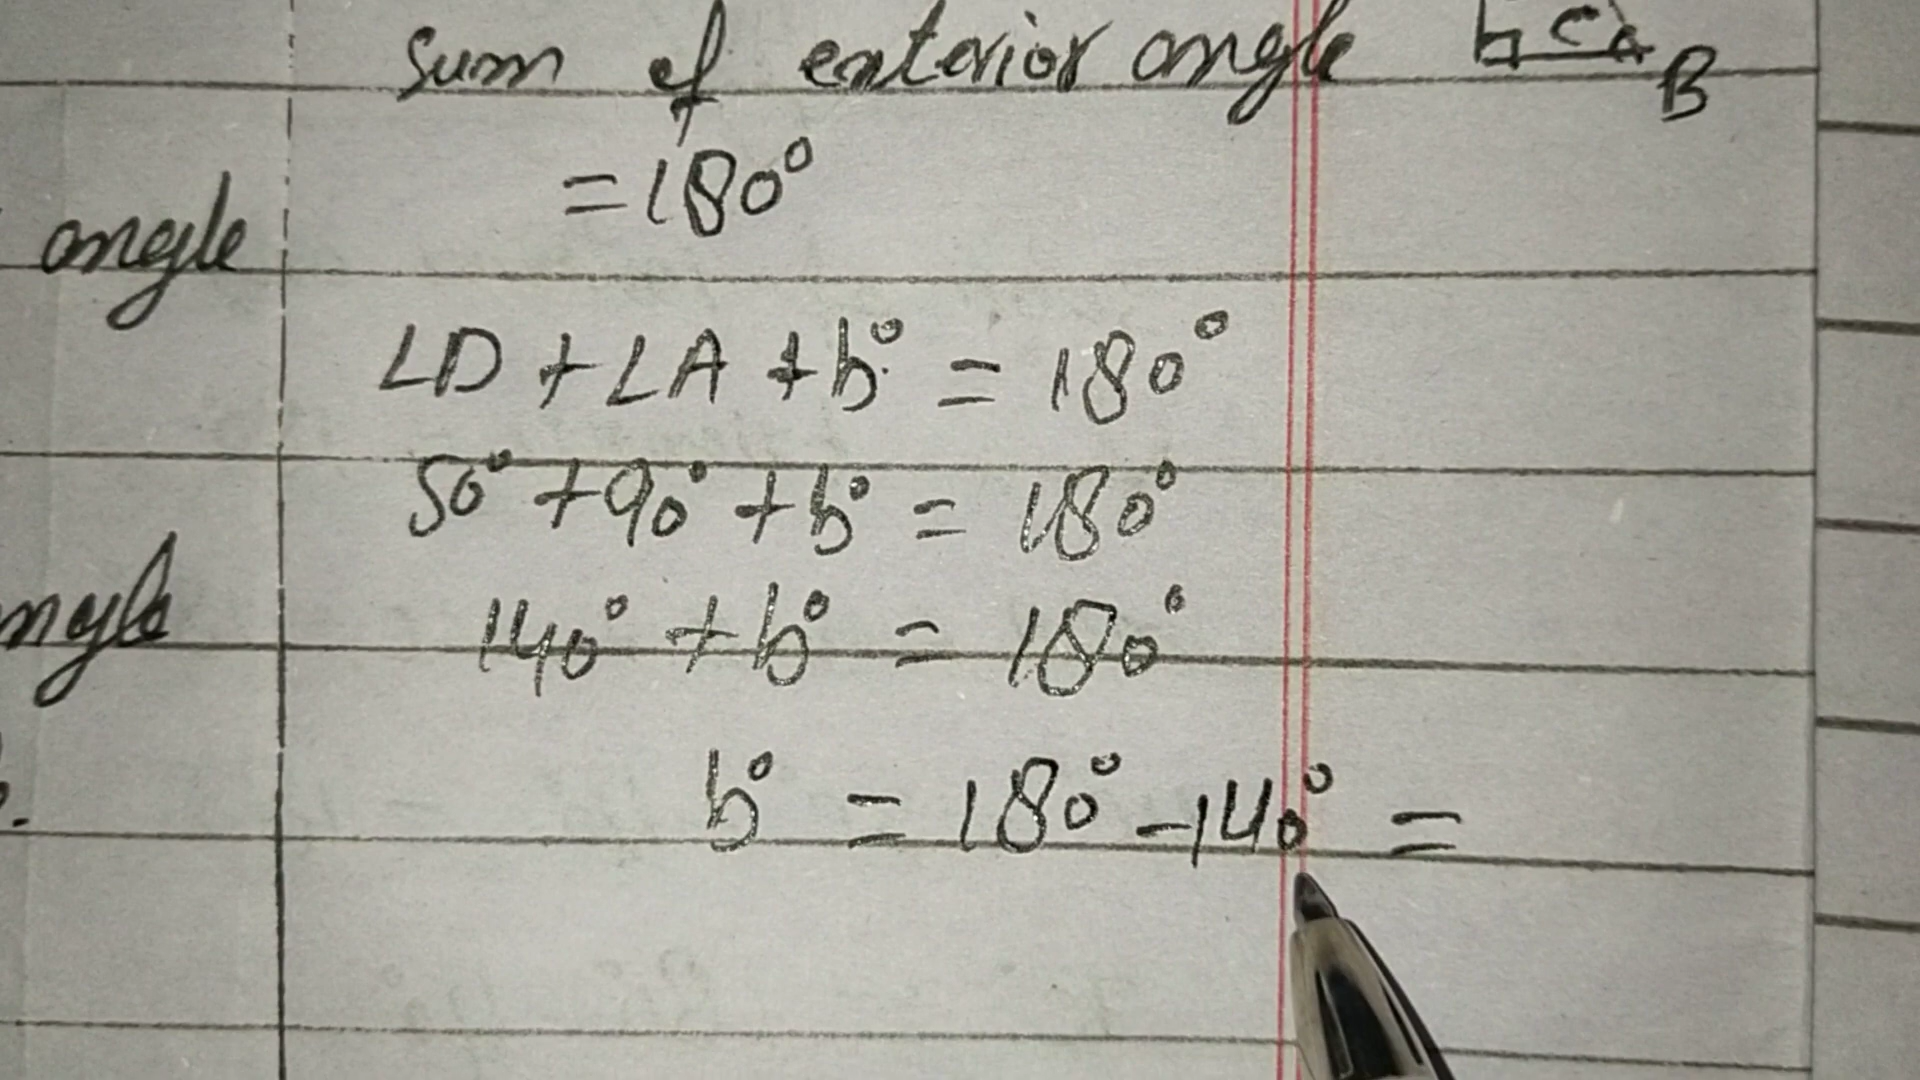 sum of exterior angle
B
= 180°
angle
∠D + ∠A + b° = 180°
50° + 90° + b° = 180°
angle
140° + b° = 180°
b° = 180° - 140° =